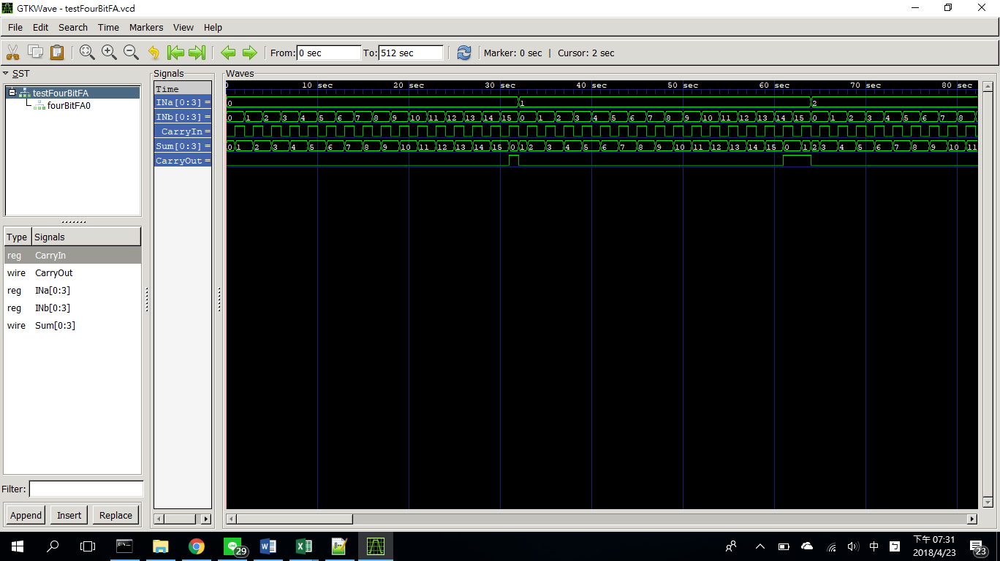 GTKWave - testFourBitFA.vcd
File Edit Search Time Markers View Help
From: 0 sec To: 512 sec Marker: 0 sec | Cursor: 2 sec
SST
testFourBitFA
fourBitFA0
Type Signals
reg CarryIn
wire CarryOut
reg INa[0:3]
reg INb[0:3]
wire Sum[0:3]
Filter:
Append Insert Replace
Signals
Time
INa[0:3] =
INb[0:3] =
CarryIn =
Sum[0:3] =
CarryOut =
Waves
0 10 sec 20 sec 30 sec 40 sec 50 sec 60 sec 70 sec 80 sec
0 1 2
0 1 2 3 4 5 6 7 8 9 10 11 12 13 14 15 0 1 2 3 4 5 6 7 8 9 10 11 12 13 14 15 0 1 2 3 4 5 6 7 8
0 1 2 3 4 5 6 7 8 9 10 11 12 13 14 15 0 1 2 3 4 5 6 7 8 9 10 11 12 13 14 15 0 1 2 3 4 5 6 7 8 9 10 11
29
中
下午 07:31
2018/4/23
23